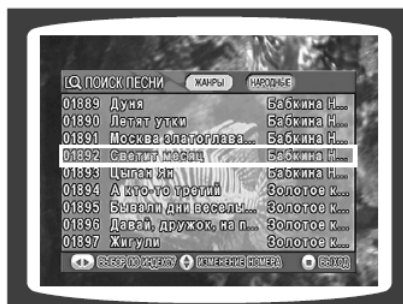 ПОИСК ПЕСНИ ЖАНРЫ НАРОДНЫЕ
01889 Дуня Бабкина Н...
01890 Летят утки Бабкина Н...
01891 Москва златоглава... Бабкина Н...
01892 Светит месяц Бабкина Н...
01893 Цыган Ян Бабкина Н...
01894 А кто-то третий Золотое к...
01895 Бывали дни веселы... Золотое к...
01896 Давай, дружок, на п... Золотое к...
01897 Жигули Золотое к...
ВЫБОР ПО ИНДЕКСУ ИЗМЕНЕНИЕ НОМЕРА ВЫХОД